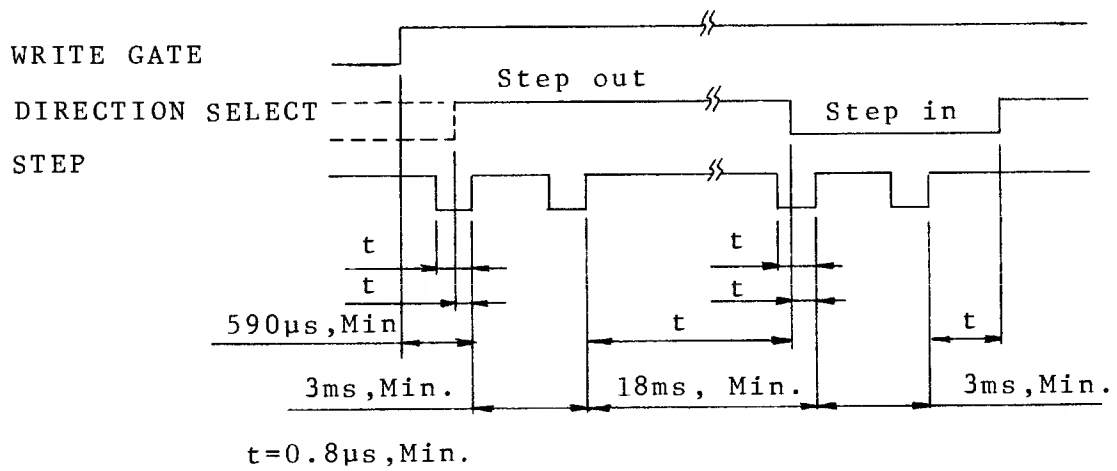 WRITE GATE
Step out
DIRECTION SELECT
Step in
STEP
t
t
t
t
590μs,Min
t
t
3ms,Min.
18ms, Min.
3ms,Min.
t=0.8μs,Min.